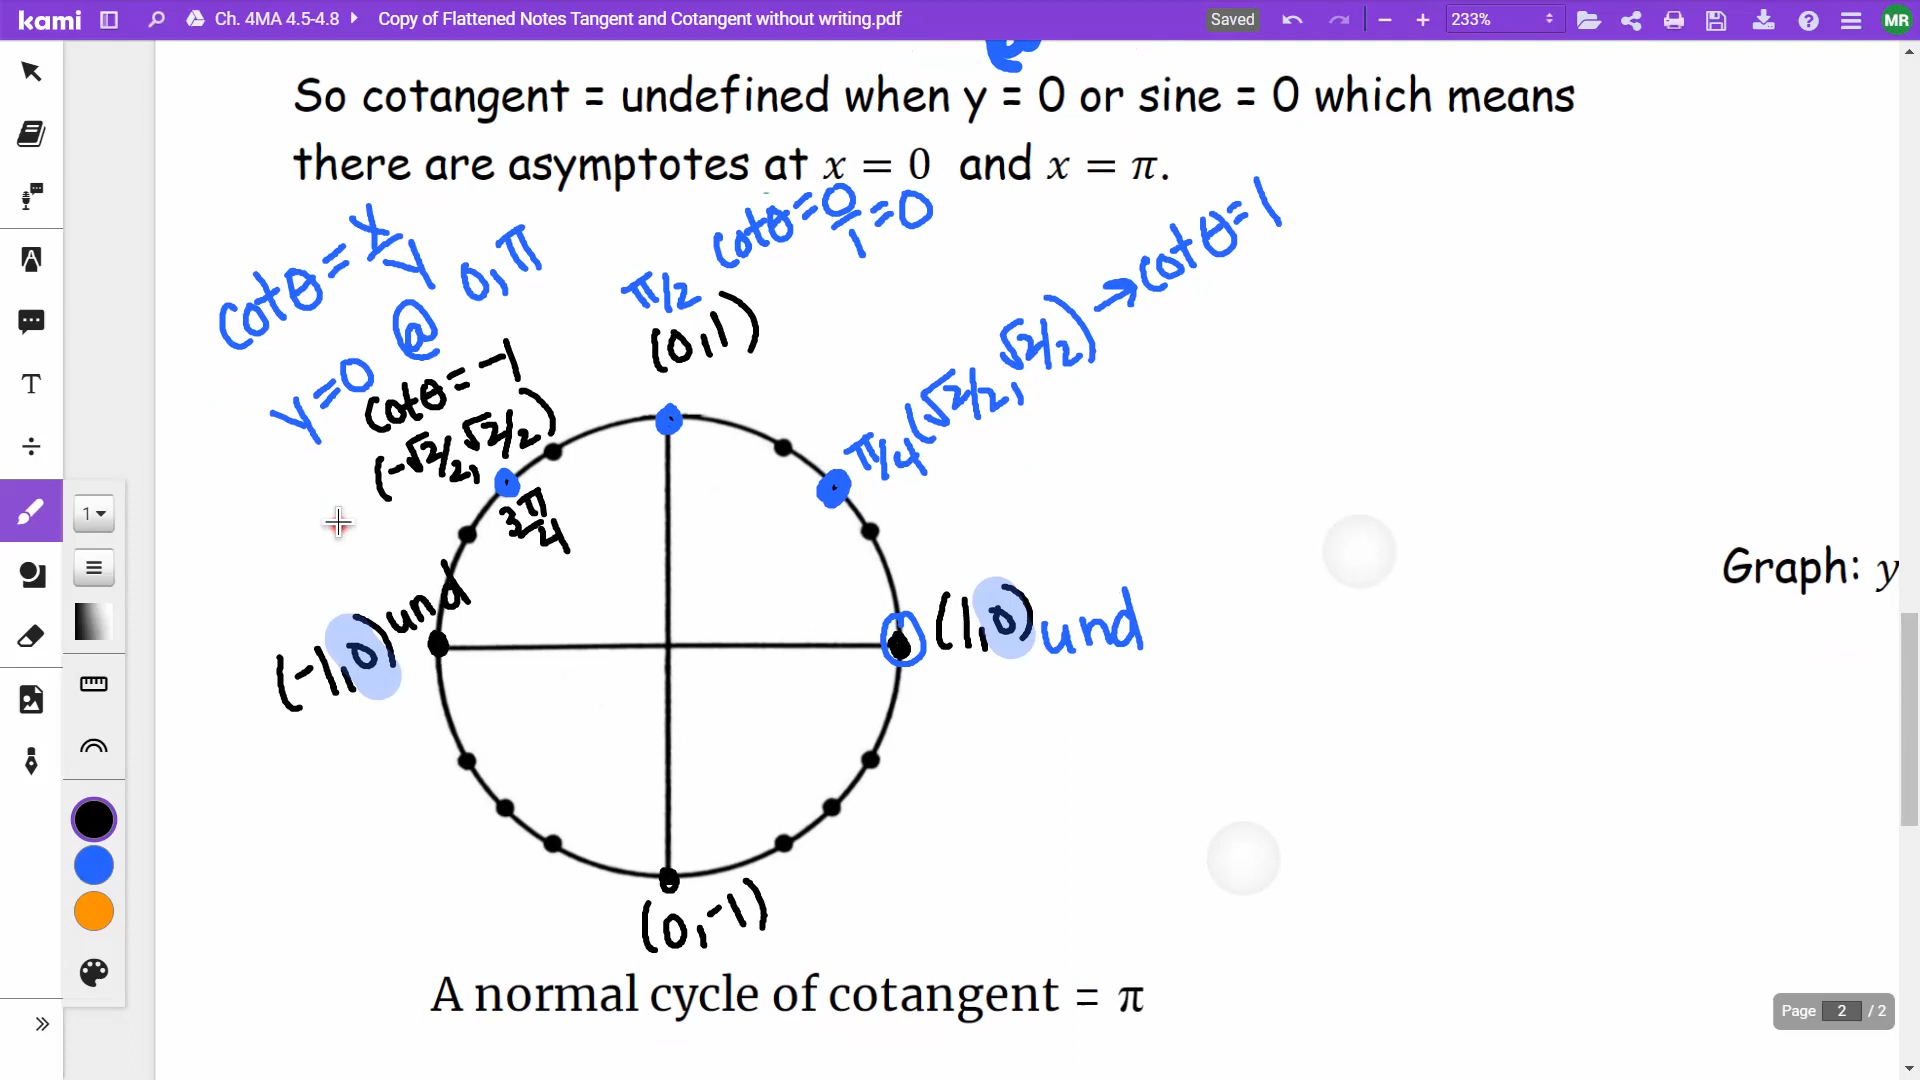 kami Ch. 4MA 4.5-4.8 Copy of Flattened Notes Tangent and Cotangent without writing.pdf Saved 233% MR
So cotangent = undefined when y = 0 or sine = 0 which means
there are asymptotes at x = 0 and x = π.
cotθ = x/y
y=0 @ 0, π
cotθ = 0/1 = 0
π/2
(0,1)
π/4 (√2/2, √2/2) → cotθ = 1
cotθ = -1
(-√2/2, √2/2)
3π/4
(-1,0) und
(1,0) und
Graph: y
(0,-1)
A normal cycle of cotangent = π
Page 2 / 2
1
T